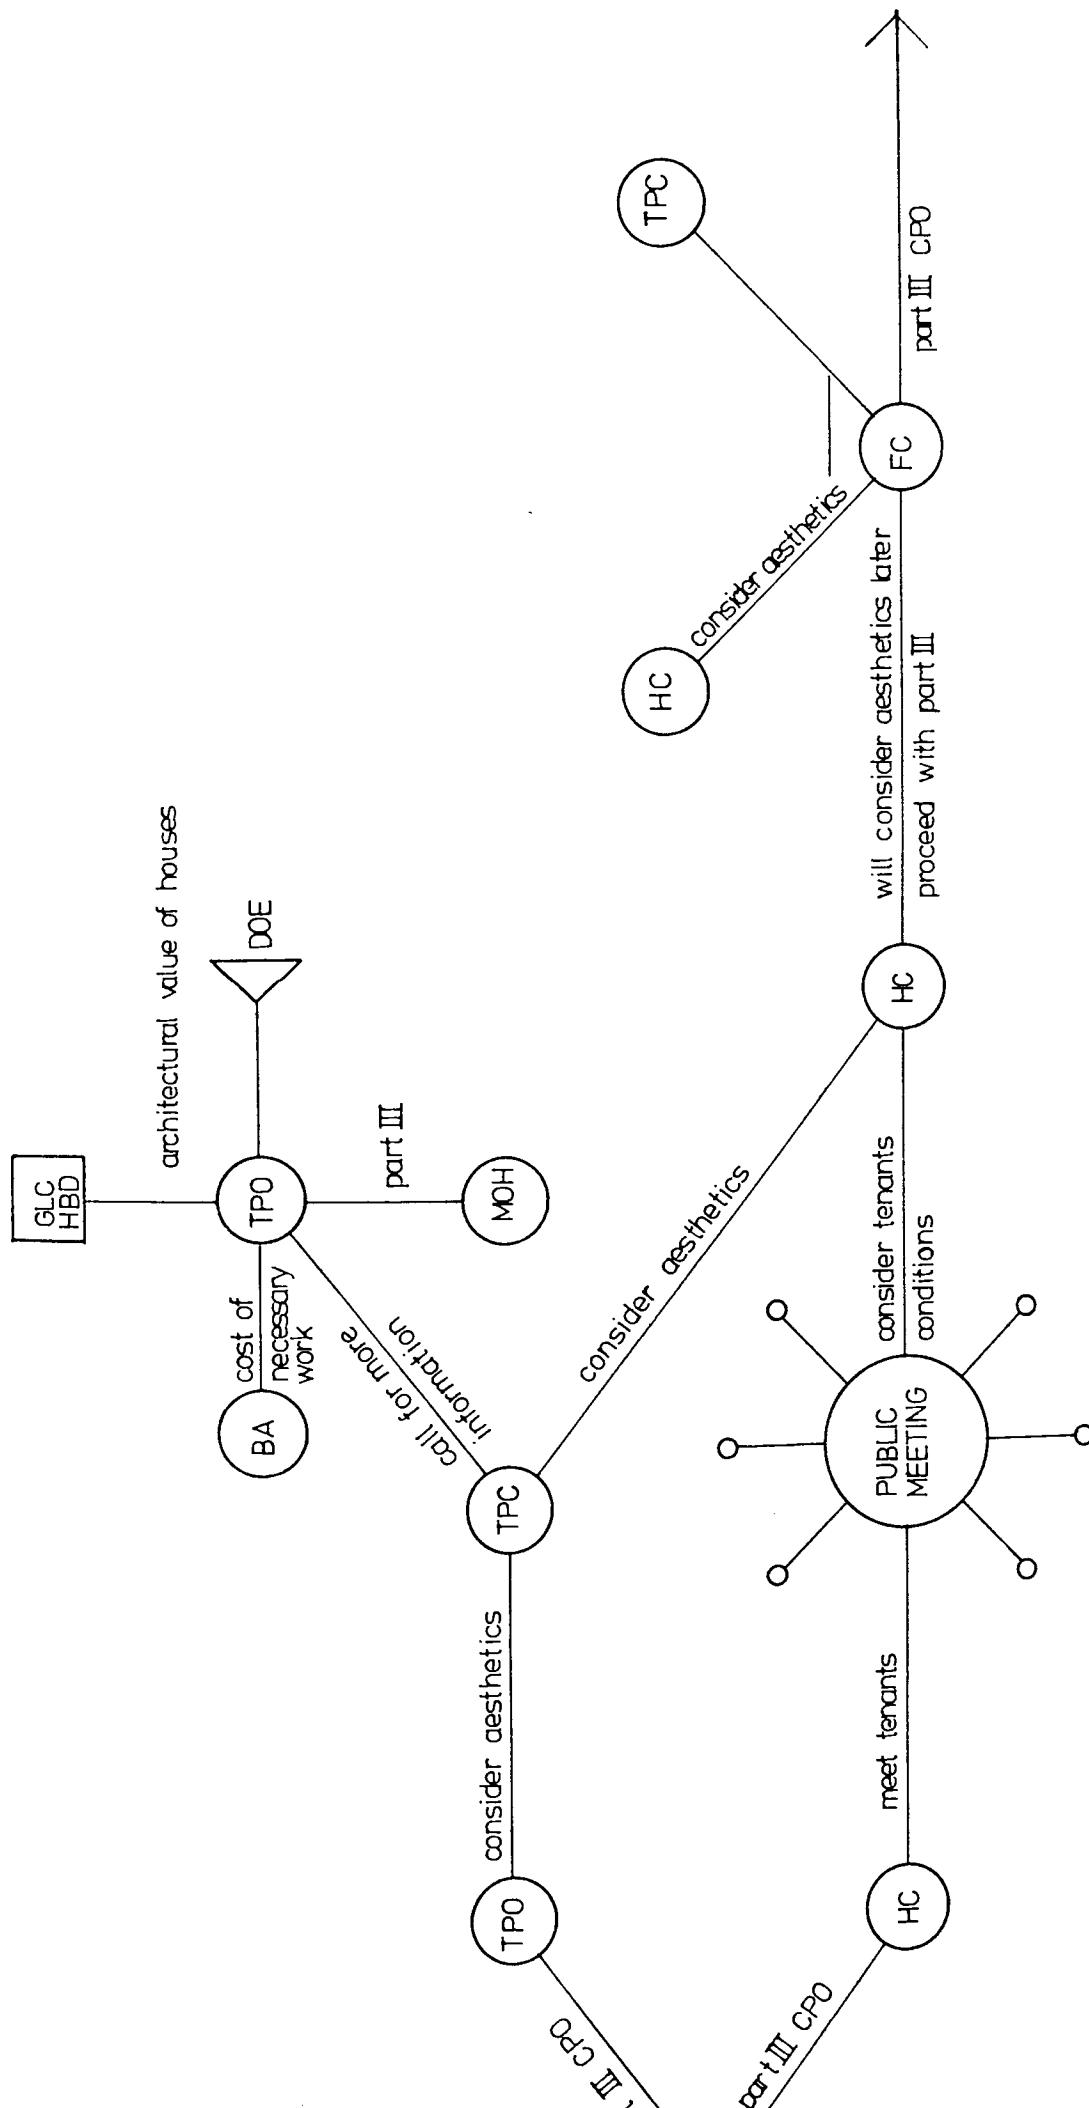 GLC
HBD
architectural value of houses
BA
cost of
necessary
work
TPO
DOE
part III
MOH
call for more
information
, III CPO
TPO
consider aesthetics
TPC
consider aesthetics
HC
consider aesthetics
TPC
part III CPO
HC
meet tenants
PUBLIC
MEETING
consider tenants
conditions
HC
will consider aesthetics later
proceed with part III
FC
part III CPO